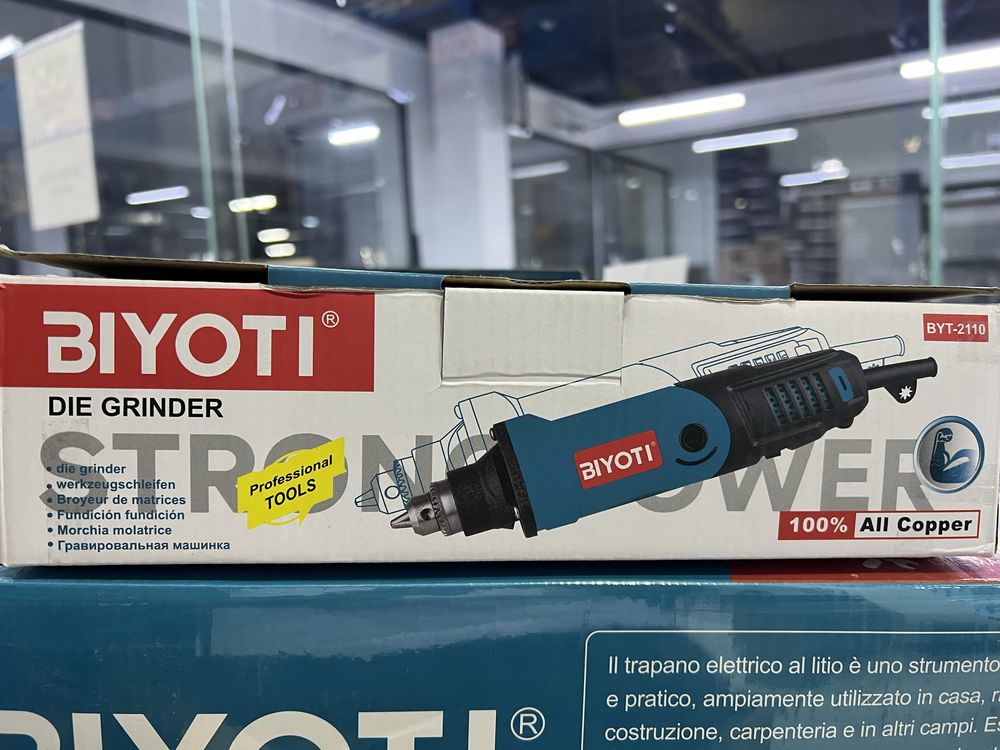 BIYOTI®
BYT-2110
DIE GRINDER
STRONG POWER
• die grinder
• werkzeugschleifen
• Broyeur de matrices
• Fundición fundición
• Morchia molatrice
• Гравировальная машинка
Professional
TOOLS
BIYOTI®
100% All Copper
BIYOTI®
Il trapano elettrico al litio è uno strumento
e pratico, ampiamente utilizzato in casa,
costruzione, carpenteria e in altri campi.